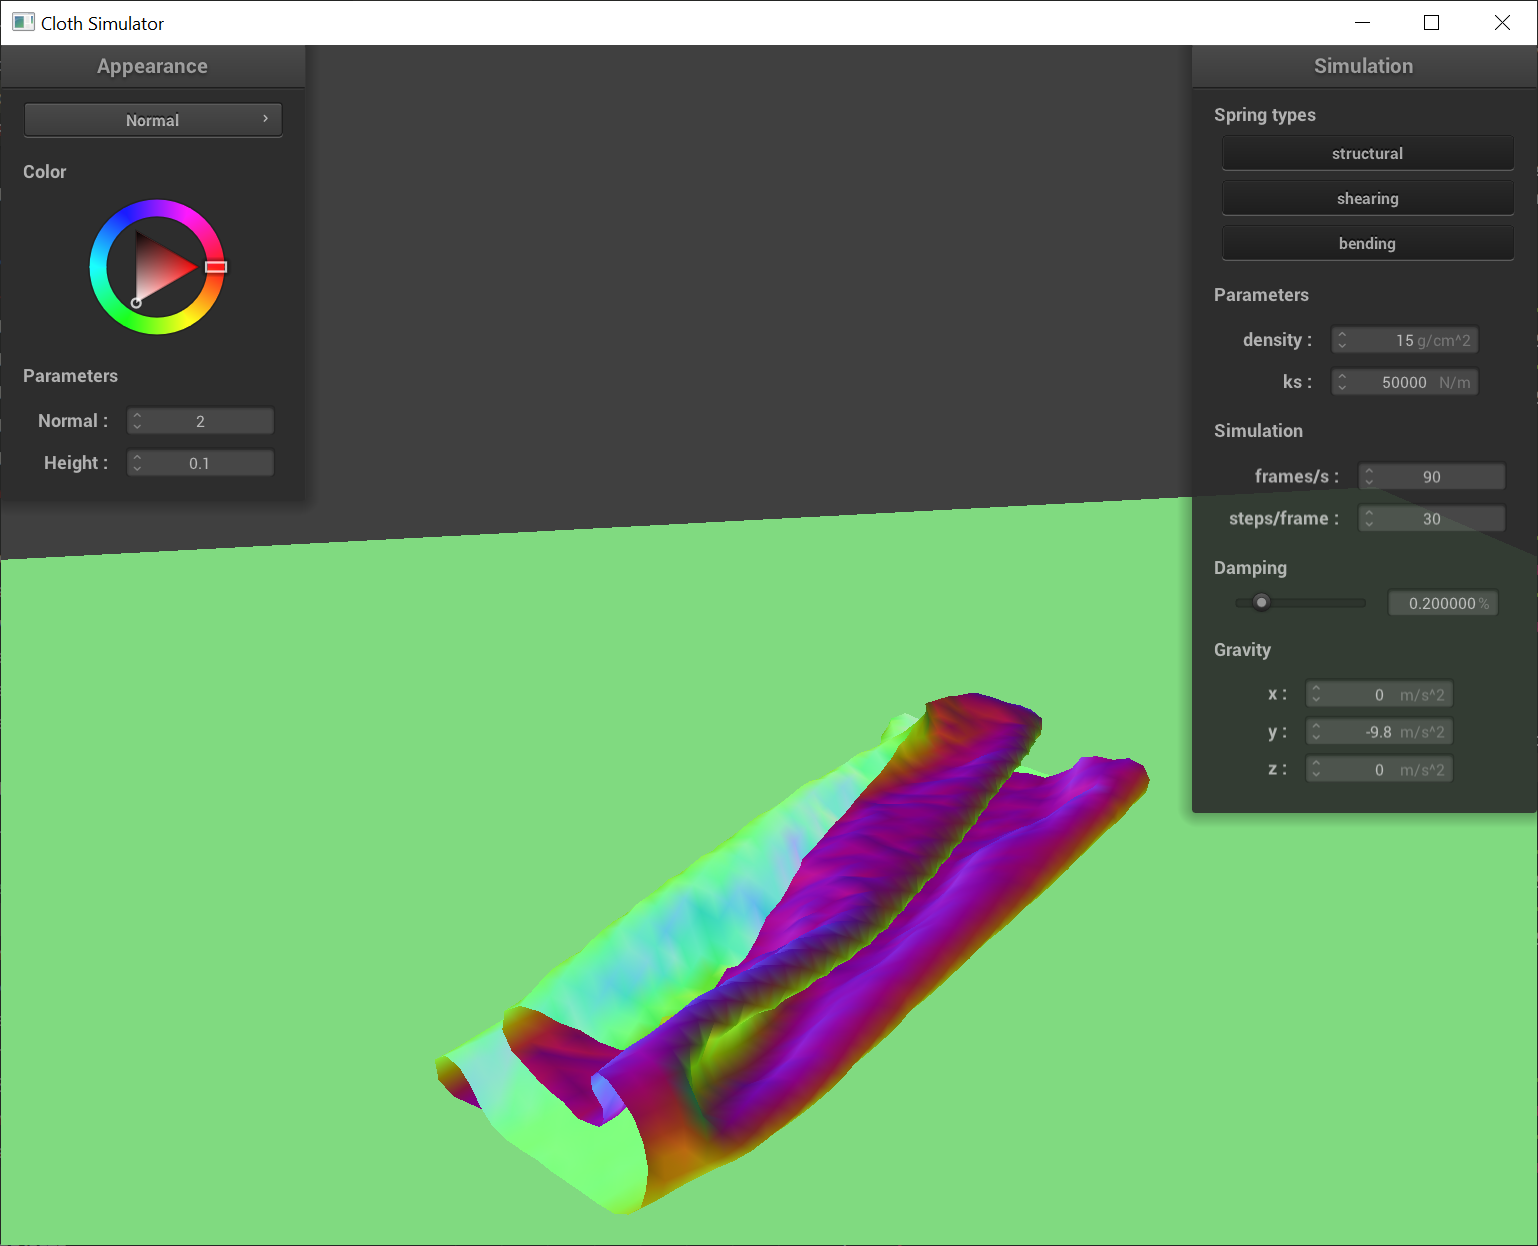 Cloth Simulator
Appearance
Normal
Color
Parameters
Normal : 2
Height : 0.1
Simulation
Spring types
structural
shearing
bending
Parameters
density : 15 g/cm^2
ks : 50000 N/m
Simulation
frames/s : 90
steps/frame : 30
Damping
0.200000 %
Gravity
x : 0 m/s^2
y : -9.8 m/s^2
z : 0 m/s^2